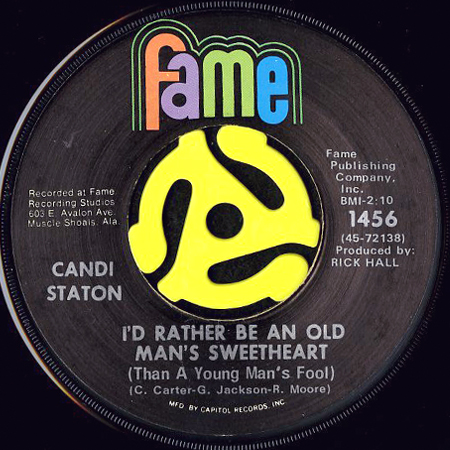 fame
Fame
Publishing
Company,
Inc.
BMI-2:10
1456
(45-72138)
Produced by:
RICK HALL
Recorded at Fame
Recording Studios
603 E. Avalon Ave.
Muscle Shoals, Ala.
CANDI
STATON
I'D RATHER BE AN OLD
MAN'S SWEETHEART
(Than A Young Man's Fool)
(C. Carter-G. Jackson-R. Moore)
MFD BY CAPITOL RECORDS, INC